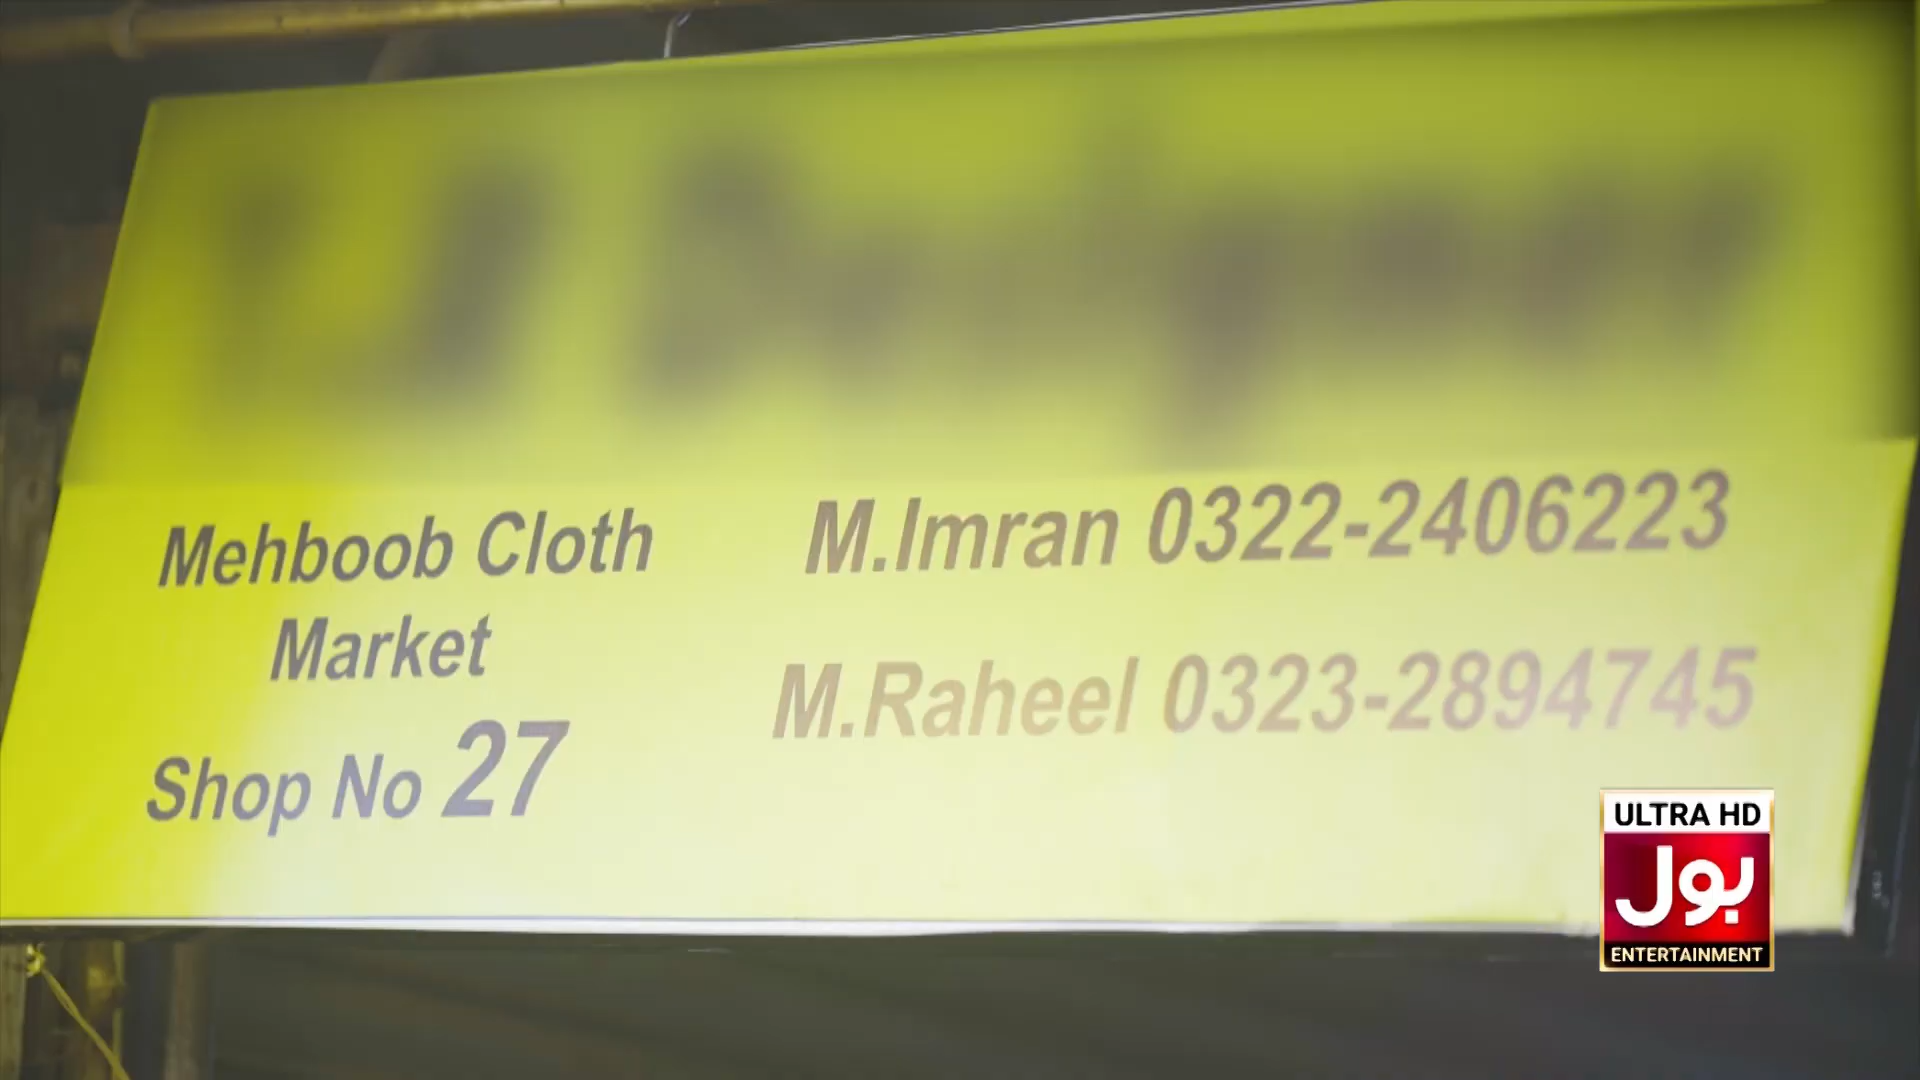 Mehboob Cloth
Market
Shop No 27
M.Imran 0322-2406223
M.Raheel 0323-2894745
ULTRA HD
بول
ENTERTAINMENT